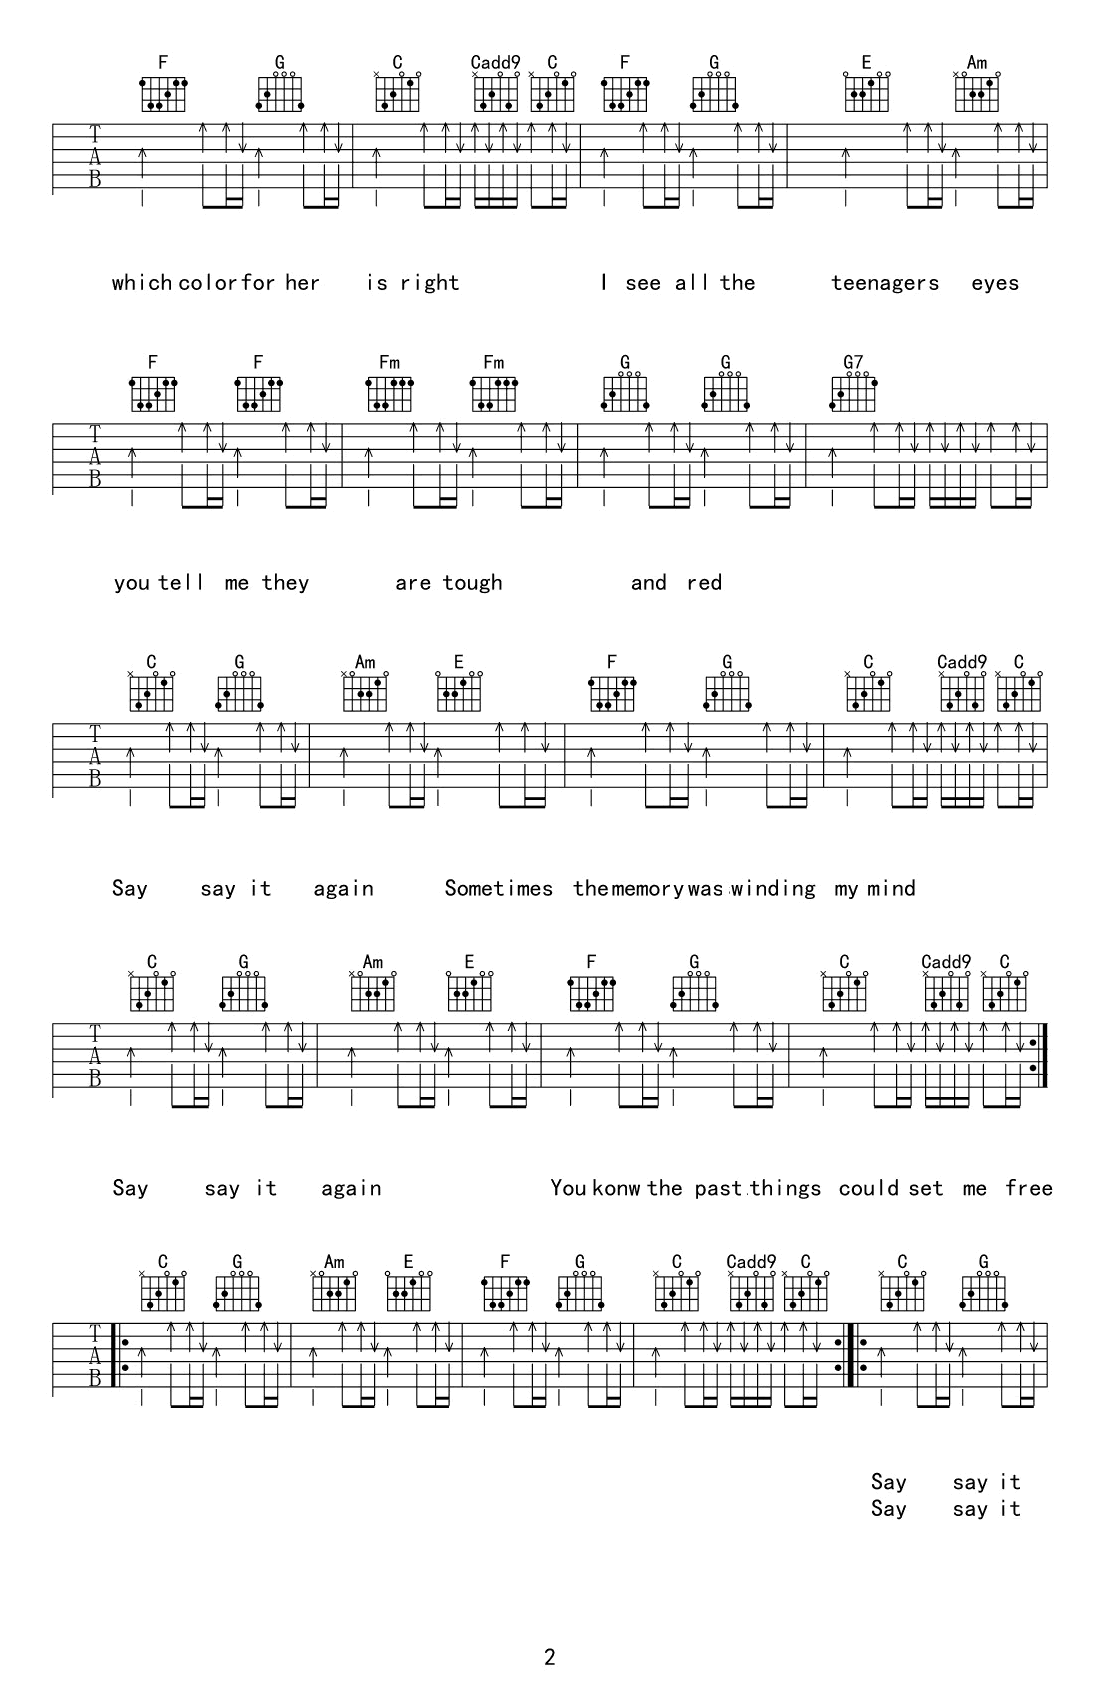 F G C Cadd9 C F G E Am
T
A
B
which color for her is right I see all the teenagers eyes
F F Fm Fm G G G7
T
A
B
you tell me they are tough and red
C G Am E F G C Cadd9 C
T
A
B
Say say it again Sometimes the memory was winding my mind
C G Am E F G C Cadd9 C
T
A
B
Say say it again You konw the past things could set me free
C G Am E F G C Cadd9 C C G
T
A
B
Say say it
Say say it
2